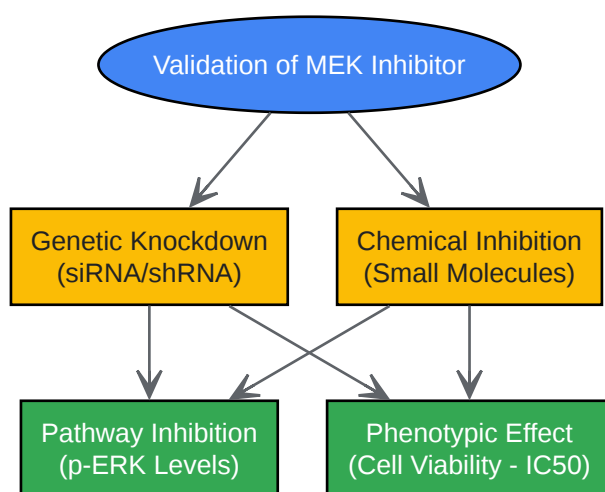 Validation of MEK Inhibitor
Genetic Knockdown
(siRNA/shRNA)
Chemical Inhibition
(Small Molecules)
Pathway Inhibition
(p-ERK Levels)
Phenotypic Effect
(Cell Viability - IC50)